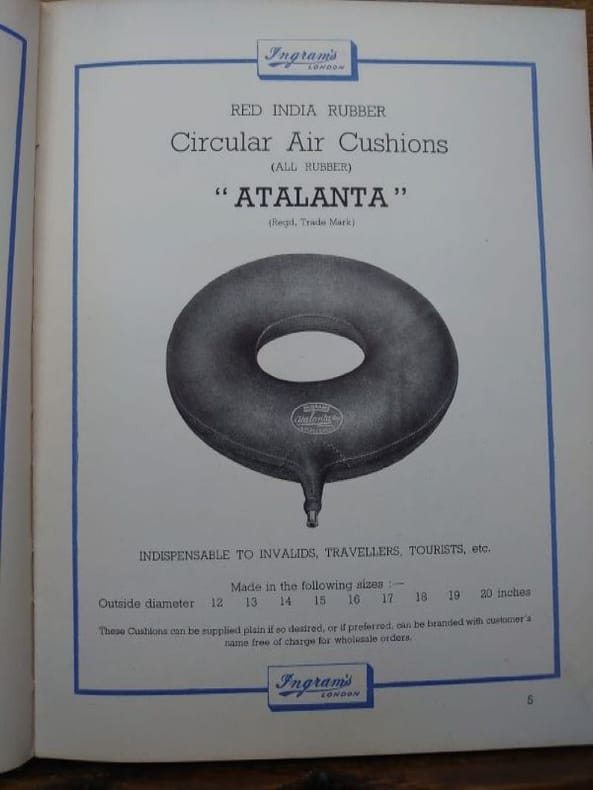 Ingram's
LONDON
RED INDIA RUBBER
Circular Air Cushions
(ALL RUBBER)
"ATALANTA"
(Regd. Trade Mark)
INGRAM'S
Atalanta
INDISPENSABLE TO INVALIDS, TRAVELLERS, TOURISTS, etc.
Made in the following sizes :—
Outside diameter 12 13 14 15 16 17 18 19 20 inches
These Cushions can be supplied plain if so desired, or if preferred, can be branded with customer's
name free of charge for wholesale orders.
Ingram's
LONDON
5